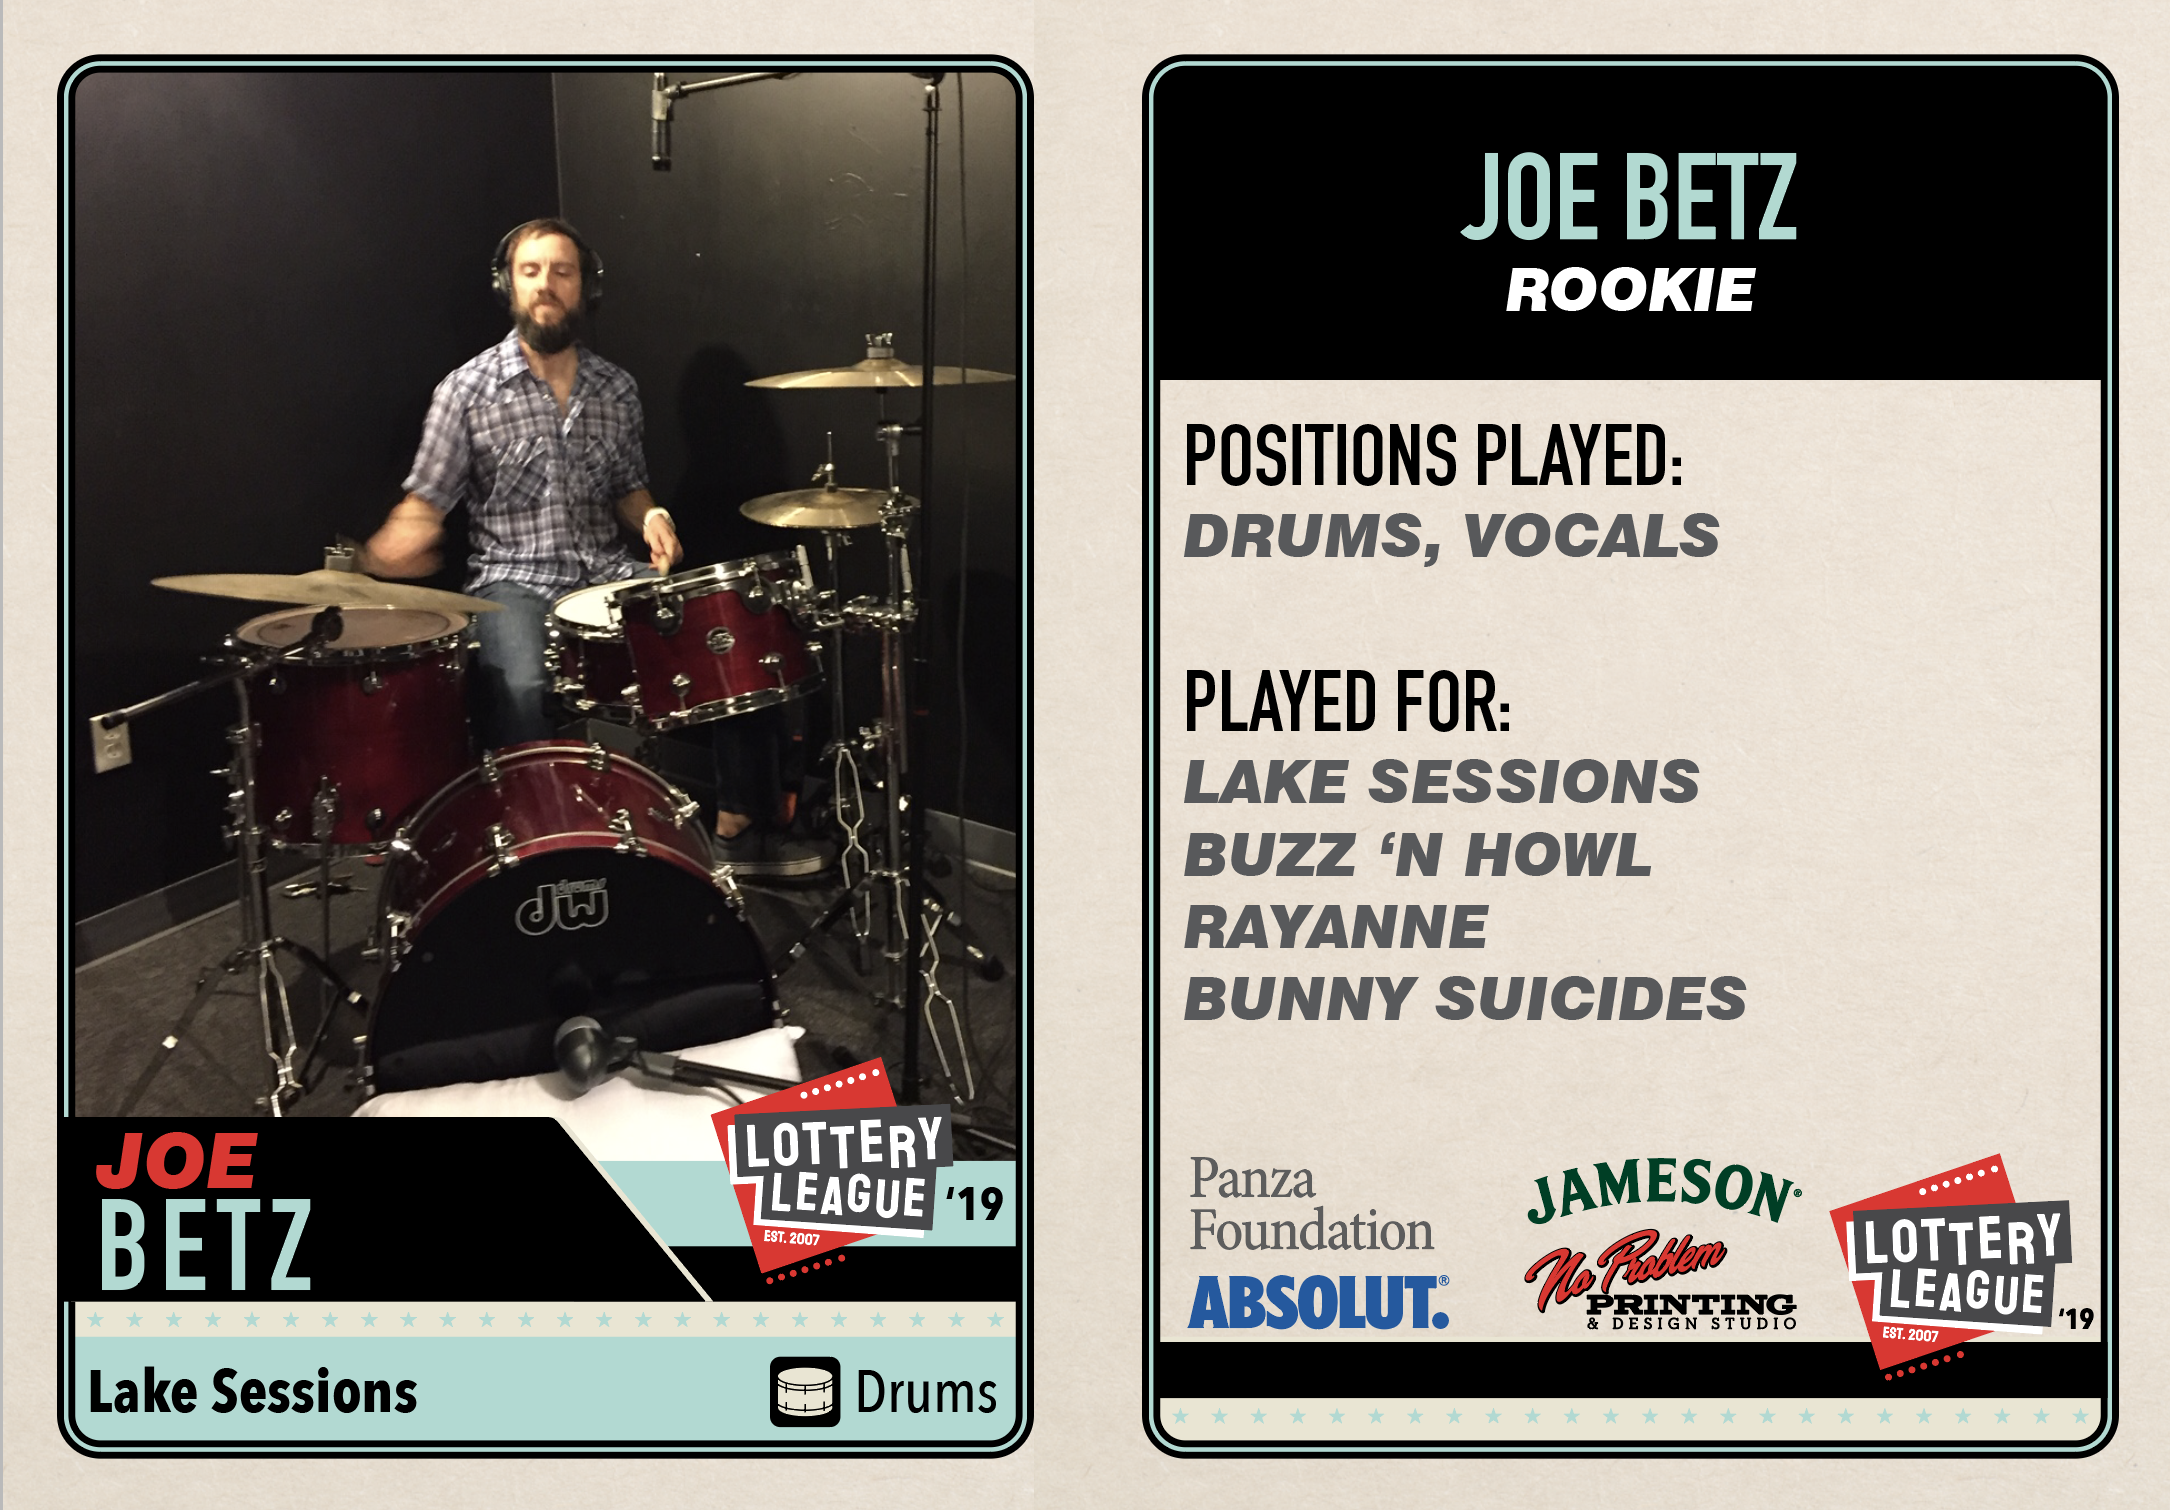 drums
dw
JOE
BETZ
LOTTERY
LEAGUE
EST. 2007
'19
Lake Sessions
Drums
JOE BETZ
ROOKIE
POSITIONS PLAYED:
DRUMS, VOCALS
PLAYED FOR:
LAKE SESSIONS
BUZZ ‘N HOWL
RAYANNE
BUNNY SUICIDES
Panza
Foundation
ABSOLUT.®
JAMESON®
No Problem
PRINTING
& DESIGN STUDIO
LOTTERY
LEAGUE
EST. 2007
'19